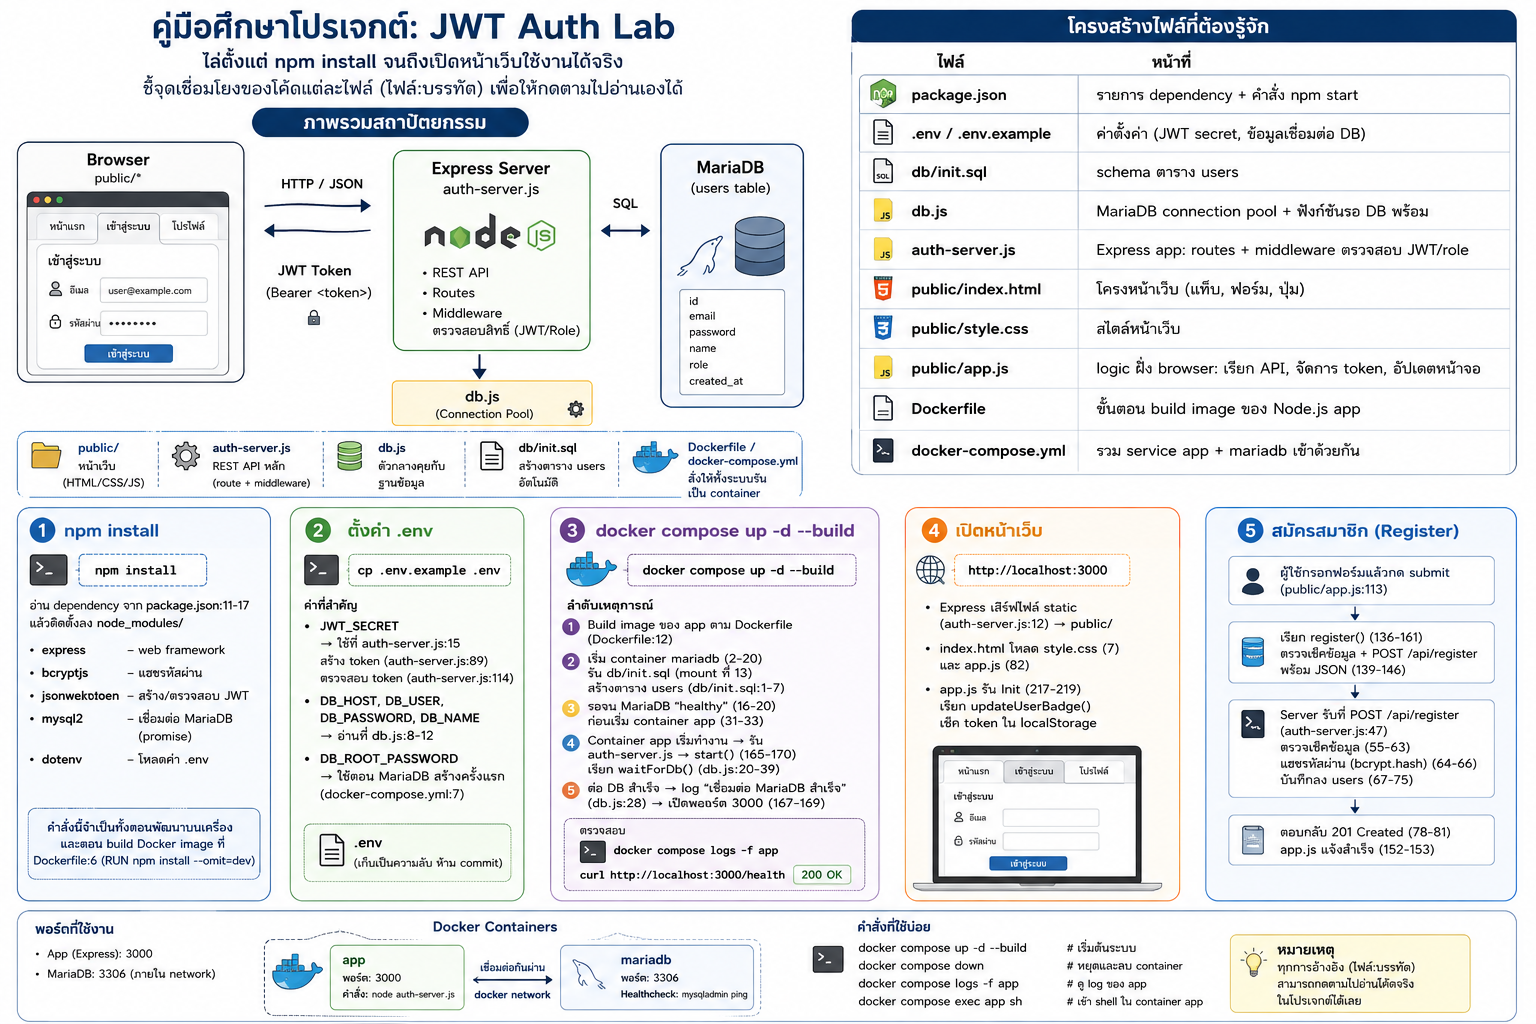 คู่มือศึกษาโปรเจกต์: JWT Auth Lab
ไล่ตั้งแต่ npm install จนถึงเปิดหน้าเว็บใช้งานได้จริง
ชี้จุดเชื่อมโยงของโค้ดแต่ละไฟล์ (ไฟล์:บรรทัด) เพื่อให้กดตามไปอ่านเองได้
ภาพรวมสถาปัตยกรรม
Browser
public/*
หน้าแรก
เข้าสู่ระบบ
โปรไฟล์
เข้าสู่ระบบ
อีเมล
user@example.com
รหัสผ่าน
••••••••
เข้าสู่ระบบ
HTTP / JSON
JWT Token
(Bearer <token>)
Express Server
auth-server.js
node
JS
• REST API
• Routes
• Middleware
ตรวจสอบสิทธิ์ (JWT/Role)
SQL
MariaDB
(users table)
id
email
password
name
role
created_at
db.js
(Connection Pool)
public/
หน้าเว็บ
(HTML/CSS/JS)
auth-server.js
REST API หลัก
(route + middleware)
db.js
ตัวกลางคุยกับ
ฐานข้อมูล
db/init.sql
สร้างตาราง users
อัตโนมัติ
Dockerfile /
docker-compose.yml
สั่งให้ทั้งระบบรัน
เป็น container
โครงสร้างไฟล์ที่ต้องรู้จัก
ไฟล์ หน้าที่
package.json รายการ dependency + คำสั่ง npm start
.env / .env.example ค่าตั้งค่า (JWT secret, ข้อมูลเชื่อมต่อ DB)
SQL db/init.sql schema ตาราง users
JS db.js MariaDB connection pool + ฟังก์ชันรอ DB พร้อม
JS auth-server.js Express app: routes + middleware ตรวจสอบ JWT/role
5 public/index.html โครงหน้าเว็บ (แท็บ, ฟอร์ม, ปุ่ม)
3 public/style.css สไตล์หน้าเว็บ
JS public/app.js logic ฝั่ง browser: เรียก API, จัดการ token, อัปเดตหน้าจอ
Dockerfile ขั้นตอน build image ของ Node.js app
docker-compose.yml รวม service app + mariadb เข้าด้วยกัน
1 npm install
npm install
อ่าน dependency จาก package.json:11-17
แล้วติดตั้งลง node_modules/
• express – web framework
• bcryptjs – แฮชรหัสผ่าน
• jsonwekotoen – สร้าง/ตรวจสอบ JWT
• mysql2 – เชื่อมต่อ MariaDB
(promise)
• dotenv – โหลดค่า .env
คำสั่งนี้จำเป็นทั้งตอนพัฒนาบนเครื่อง
และตอน build Docker image ที่
Dockerfile:6 (RUN npm install --omit=dev)
2 ตั้งค่า .env
cp .env.example .env
ค่าที่สำคัญ
• JWT_SECRET
→ ใช้ที่ auth-server.js:15
สร้าง token (auth-server.js:89)
ตรวจสอบ token (auth-server.js:114)
• DB_HOST, DB_USER,
DB_PASSWORD, DB_NAME
→ อ่านที่ db.js:8-12
• DB_ROOT_PASSWORD
→ ใช้ตอน MariaDB สร้างครั้งแรก
(docker-compose.yml:7)
.env
(เก็บเป็นความลับ ห้าม commit)
3 docker compose up -d --build
docker compose up -d --build
ลำดับเหตุการณ์
1 Build image ของ app ตาม Dockerfile
(Dockerfile:12)
2 เริ่ม container mariadb (2-20)
รัน db/init.sql (mount ที่ 13)
สร้างตาราง users (db/init.sql:1-7)
3 รอจน MariaDB “healthy” (16-20)
ก่อนเริ่ม container app (31-33)
4 Container app เริ่มทำงาน → รัน
auth-server.js → start() (165-170)
เรียก waitForDb() (db.js:20-39)
5 ต่อ DB สำเร็จ → log “เชื่อมต่อ MariaDB สำเร็จ”
(db.js:28) → เปิดพอร์ต 3000 (167-169)
ตรวจสอบ
docker compose logs -f app
curl http://localhost:3000/health 200 OK
4 เปิดหน้าเว็บ
http://localhost:3000
• Express เสิร์ฟไฟล์ static
(auth-server.js:12) → public/
• index.html โหลด style.css (7)
และ app.js (82)
• app.js รัน Init (217-219)
เรียก updateUserBadge()
เช็ค token ใน localStorage
หน้าแรก
เข้าสู่ระบบ
โปรไฟล์
เข้าสู่ระบบ
อีเมล
รหัสผ่าน
เข้าสู่ระบบ
5 สมัครสมาชิก (Register)
ผู้ใช้กรอกฟอร์มแล้วกด submit
(public/app.js:113)
เรียก register() (136-161)
ตรวจเช็คข้อมูล + POST /api/register
พร้อม JSON (139-146)
Server รับที่ POST /api/register
(auth-server.js:47)
ตรวจเช็คข้อมูล (55-63)
แฮชรหัสผ่าน (bcrypt.hash) (64-66)
บันทึกลง users (67-75)
ตอบกลับ 201 Created (78-81)
app.js แจ้งสำเร็จ (152-153)
พอร์ตที่ใช้งาน
• App (Express): 3000
• MariaDB: 3306 (ภายใน network)
Docker Containers
app
พอร์ต: 3000
คำสั่ง: node auth-server.js
เชื่อมต่อกันผ่าน
docker network
mariadb
พอร์ต: 3306
Healthcheck: mysqladmin ping
คำสั่งที่ใช้บ่อย
docker compose up -d --build # เริ่มต้นระบบ
docker compose down # หยุดและลบ container
docker compose logs -f app # ดู log ของ app
docker compose exec app sh # เข้า shell ใน container app
หมายเหตุ
ทุกการอ้างอิง (ไฟล์:บรรทัด)
สามารถกดตามไปอ่านโค้ดจริง
ในโปรเจกต์ได้เลย